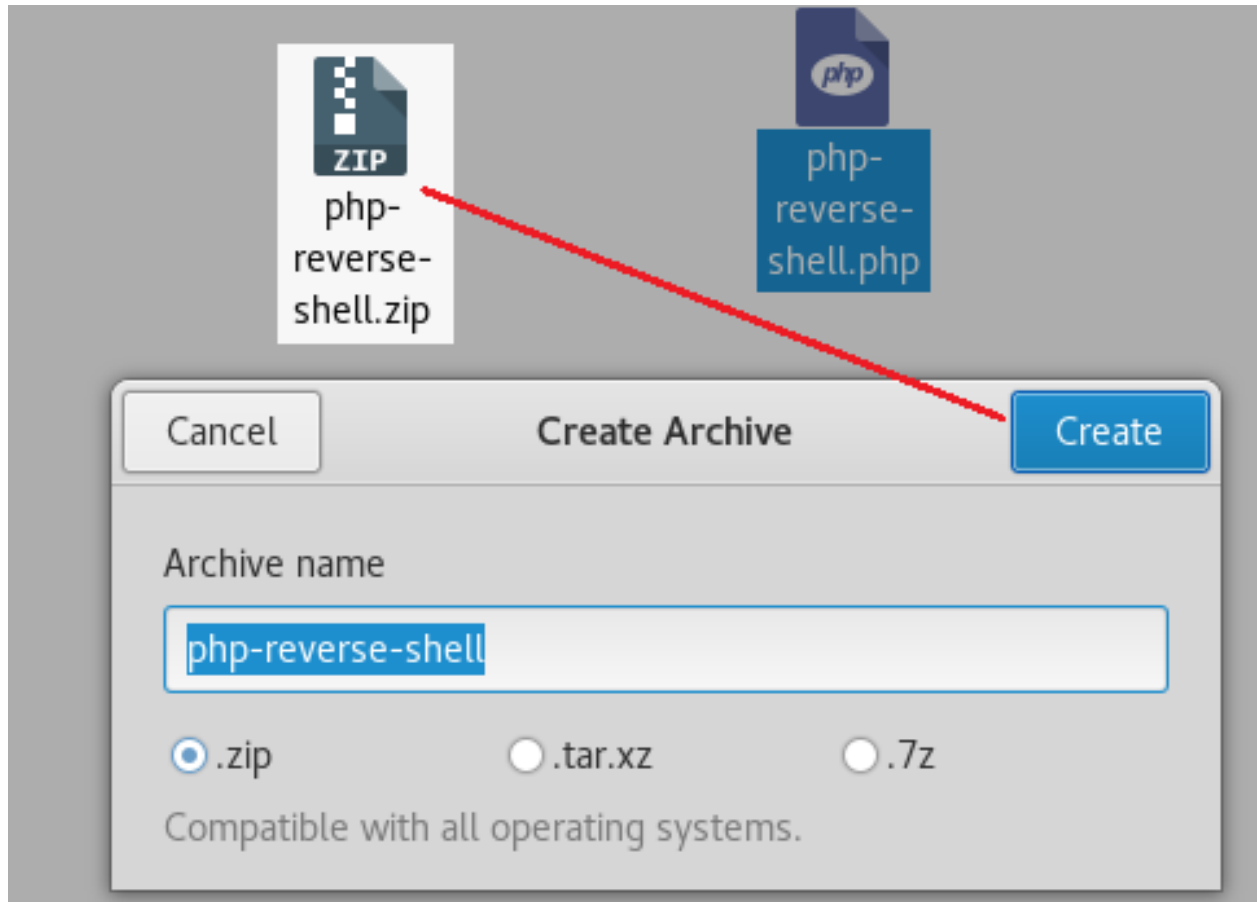 php
ZIP
php-
reverse-
shell.zip
php-
reverse-
shell.php
Cancel
Create Archive
Create
Archive name
php-reverse-shell
.zip
.tar.xz
.7z
Compatible with all operating systems.